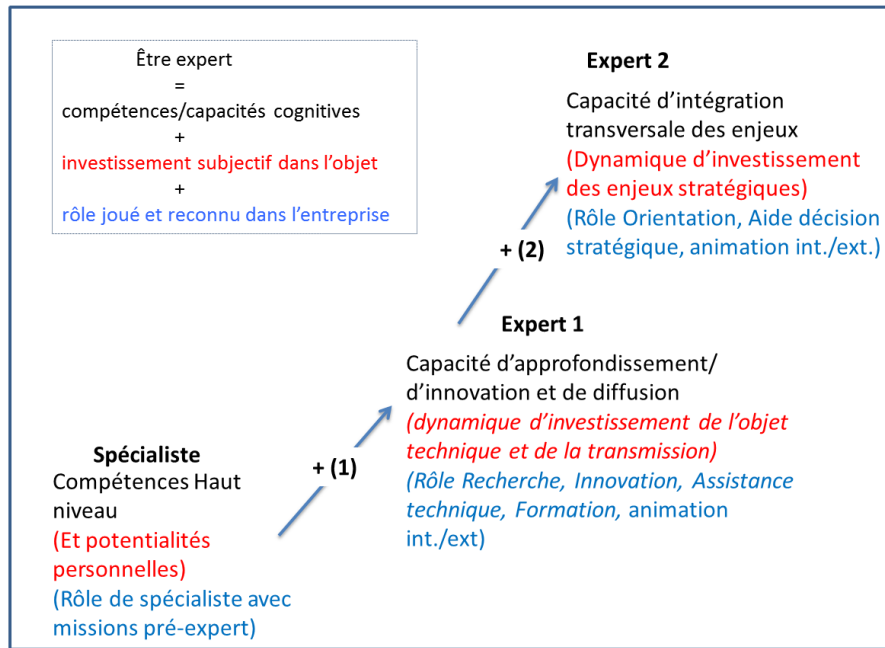 Être expert
=
compétences/capacités cognitives
+
investissement subjectif dans l'objet
+
rôle joué et reconnu dans l'entreprise
Expert 2
Capacité d'intégration
transversale des enjeux
(Dynamique d'investissement
des enjeux stratégiques)
(Rôle Orientation, Aide décision
stratégique, animation int./ext.)
+ (2)
Expert 1
Capacité d'approfondissement/
d'innovation et de diffusion
(dynamique d'investissement de l'objet
technique et de la transmission)
(Rôle Recherche, Innovation, Assistance
technique, Formation, animation
int./ext)
+ (1)
Spécialiste
Compétences Haut
niveau
(Et potentialités
personnelles)
(Rôle de spécialiste avec
missions pré-expert)